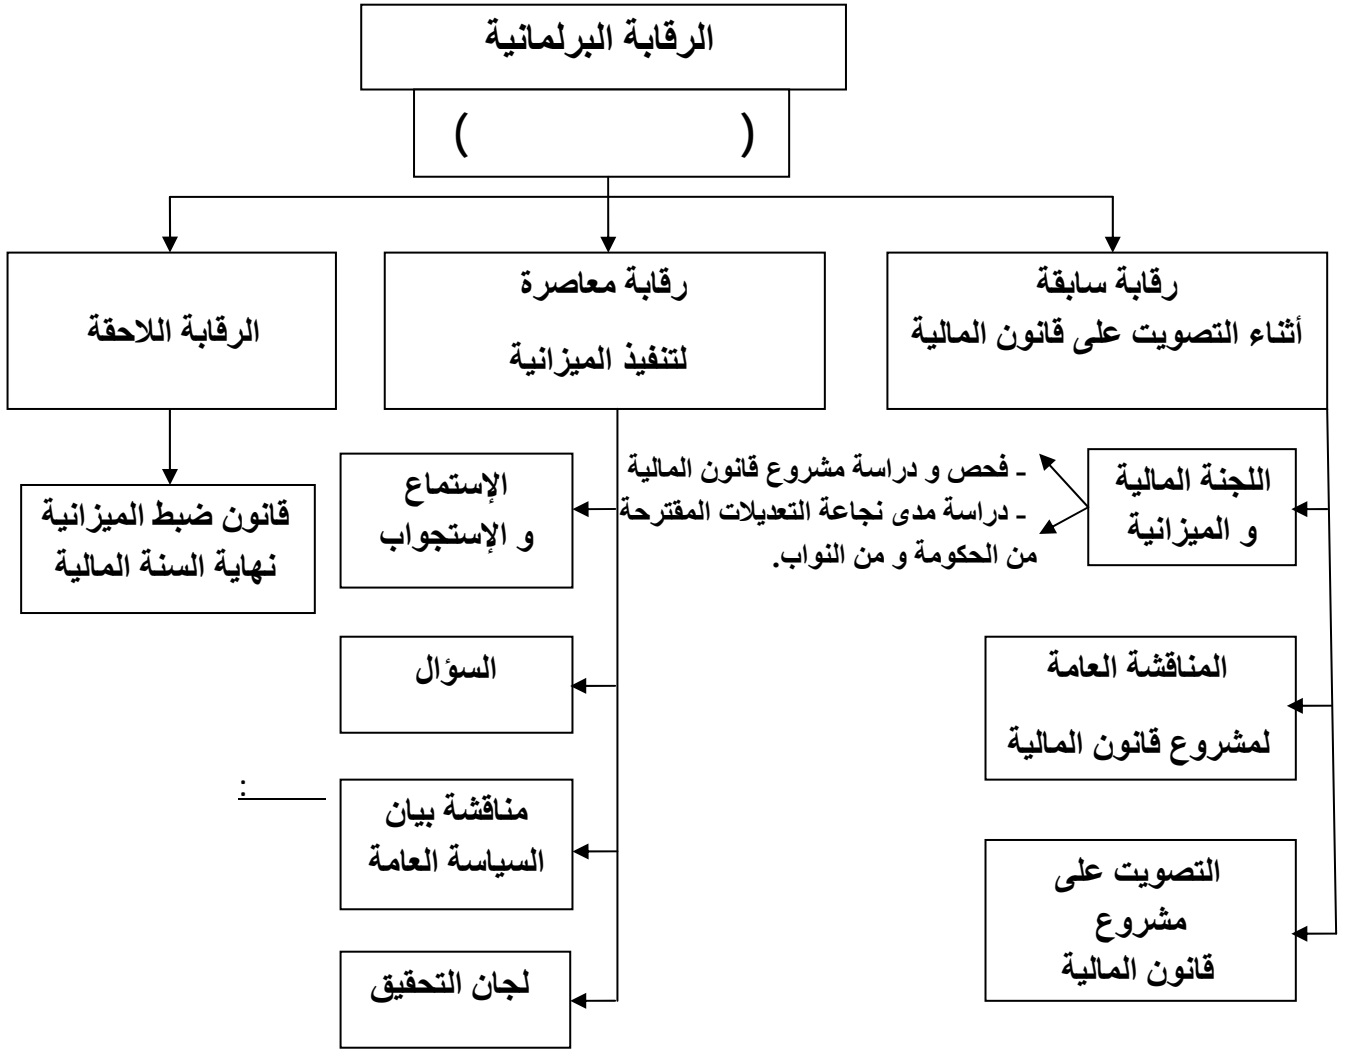 الرقابة البرلمانية
( )
رقابة سابقة
أثناء التصويت على قانون المالية
رقابة معاصرة
لتنفيذ الميزانية
الرقابة اللاحقة
اللجنة المالية
و الميزانية
- فحص و دراسة مشروع قانون المالية
- دراسة مدى نجاعة التعديلات المقترحة
من الحكومة و من النواب.
المناقشة العامة
لمشروع قانون المالية
التصويت على
مشروع
قانون المالية
الإستماع
و الإستجواب
السؤال
مناقشة بيان
السياسة العامة
لجان التحقيق
قانون ضبط الميزانية
نهاية السنة المالية
: